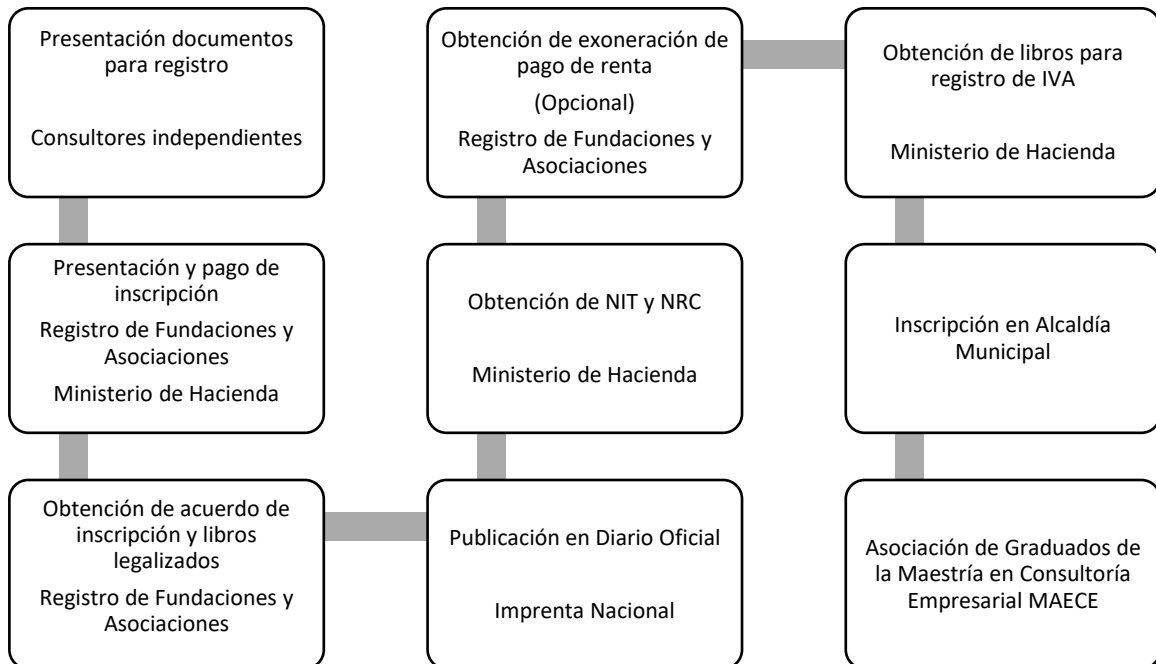 Presentación documentos
para registro
Consultores independientes
Presentación y pago de
inscripción
Registro de Fundaciones y
Asociaciones
Ministerio de Hacienda
Obtención de acuerdo de
inscripción y libros
legalizados
Registro de Fundaciones y
Asociaciones
Publicación en Diario Oficial
Imprenta Nacional
Obtención de NIT y NRC
Ministerio de Hacienda
Obtención de exoneración de
pago de renta
(Opcional)
Registro de Fundaciones y
Asociaciones
Obtención de libros para
registro de IVA
Ministerio de Hacienda
Inscripción en Alcaldía
Municipal
Asociación de Graduados de
la Maestría en Consultoría
Empresarial MAECE